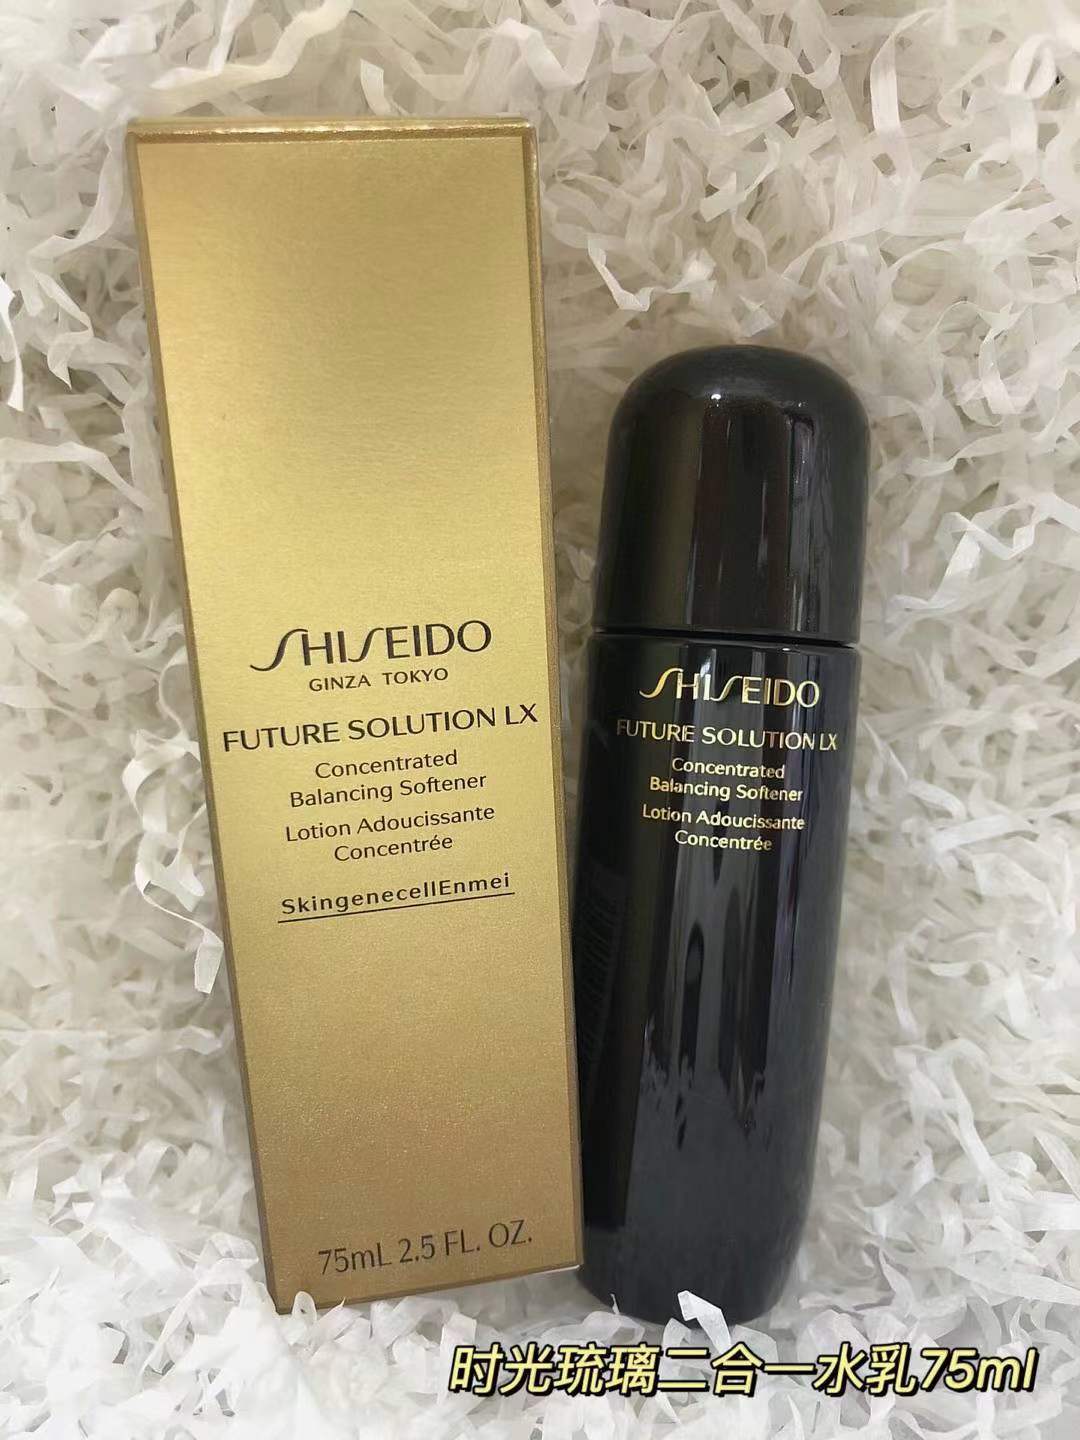 SHISEIDO
GINZA TOKYO
FUTURE SOLUTION LX
Concentrated
Balancing Softener
Lotion Adoucissante
Concentrée
SkingenecellEnmei
75mL 2.5 FL. OZ.
SHISEIDO
FUTURE SOLUTION LX
Concentrated
Balancing Softener
Lotion Adoucissante
Concentrée
时光琉璃二合一水乳75ml